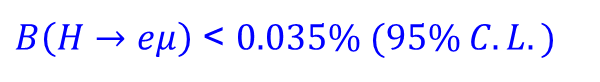 B(H → eμ) < 0.035% (95% C.L.)